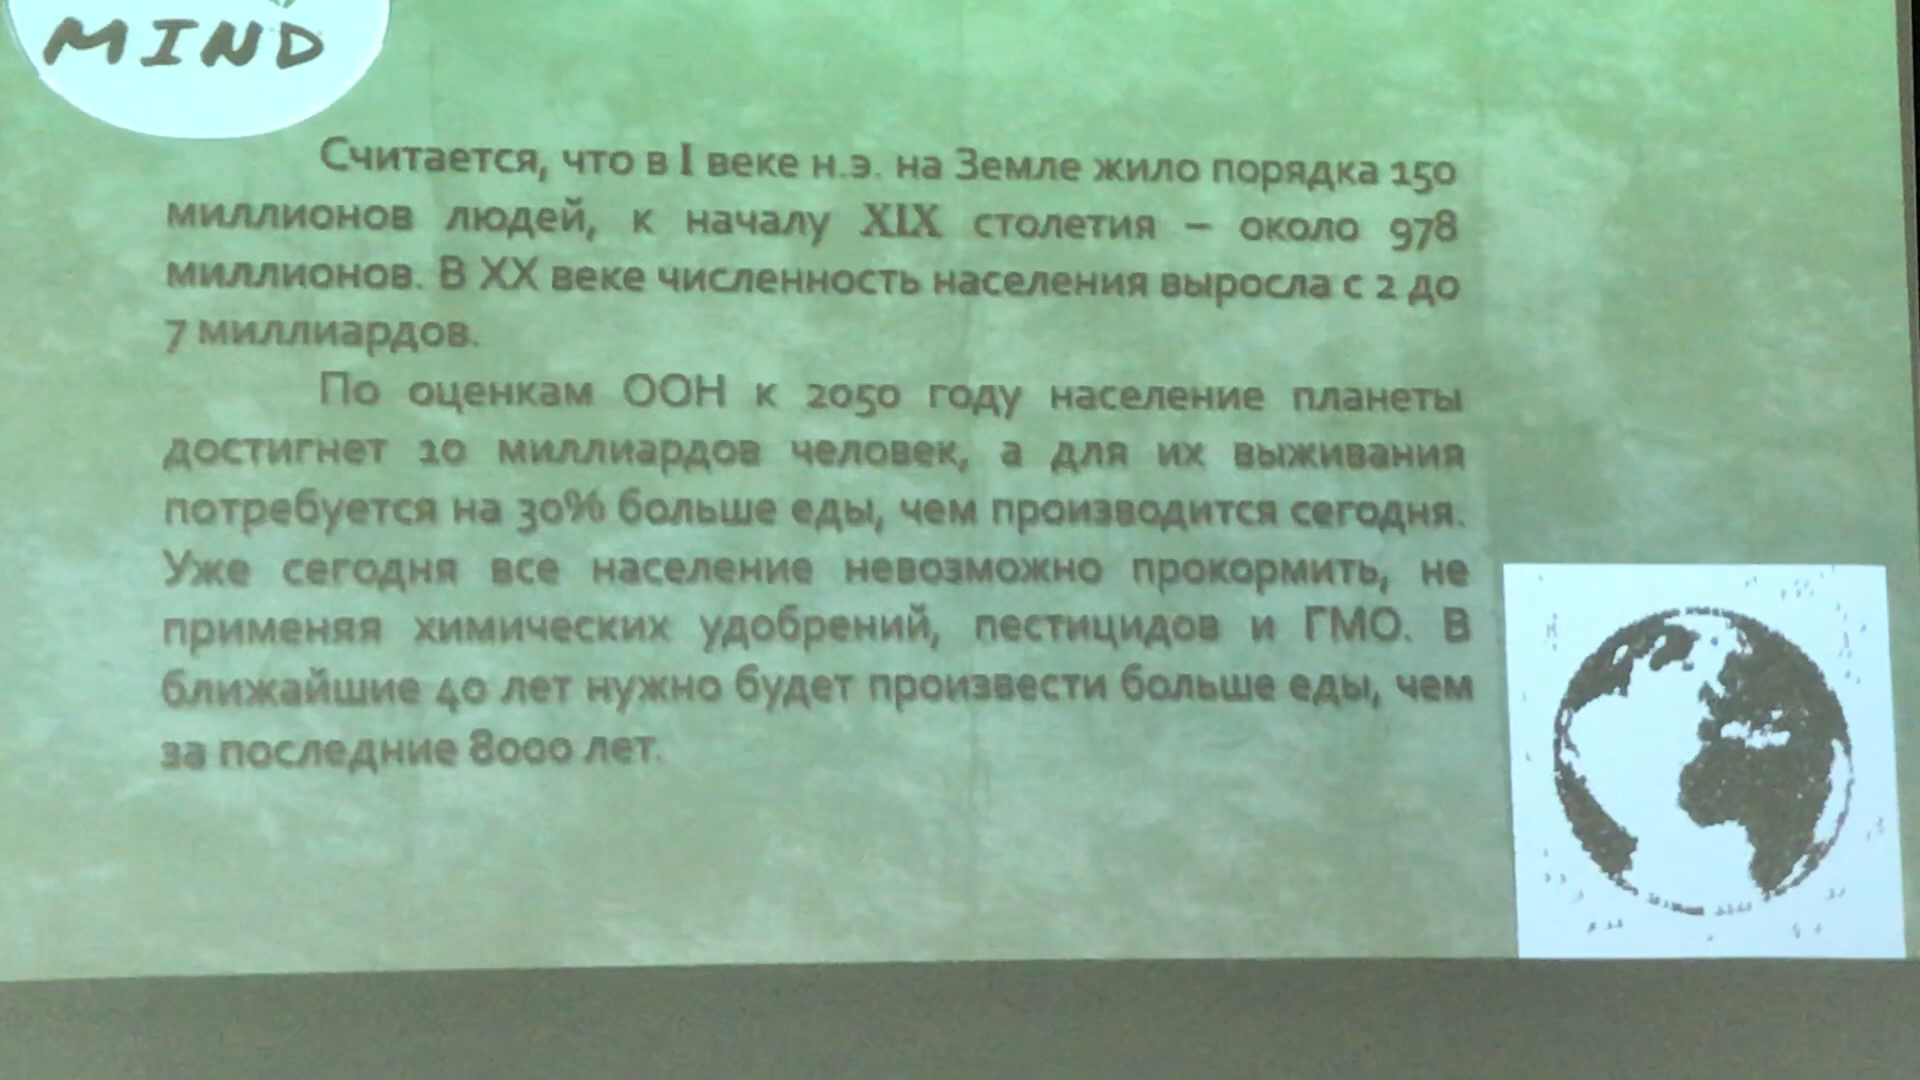 MIND
Считается, что в I веке н.э. на Земле жило порядка 150
миллионов людей, к началу XIX столетия – около 978
миллионов. В XX веке численность населения выросла с 2 до
7 миллиардов.
По оценкам ООН к 2050 году население планеты
достигнет 10 миллиардов человек, а для их выживания
потребуется на 30% больше еды, чем производится сегодня.
Уже сегодня все население невозможно прокормить, не
применяя химических удобрений, пестицидов и ГМО. В
ближайшие 40 лет нужно будет произвести больше еды, чем
за последние 8000 лет.